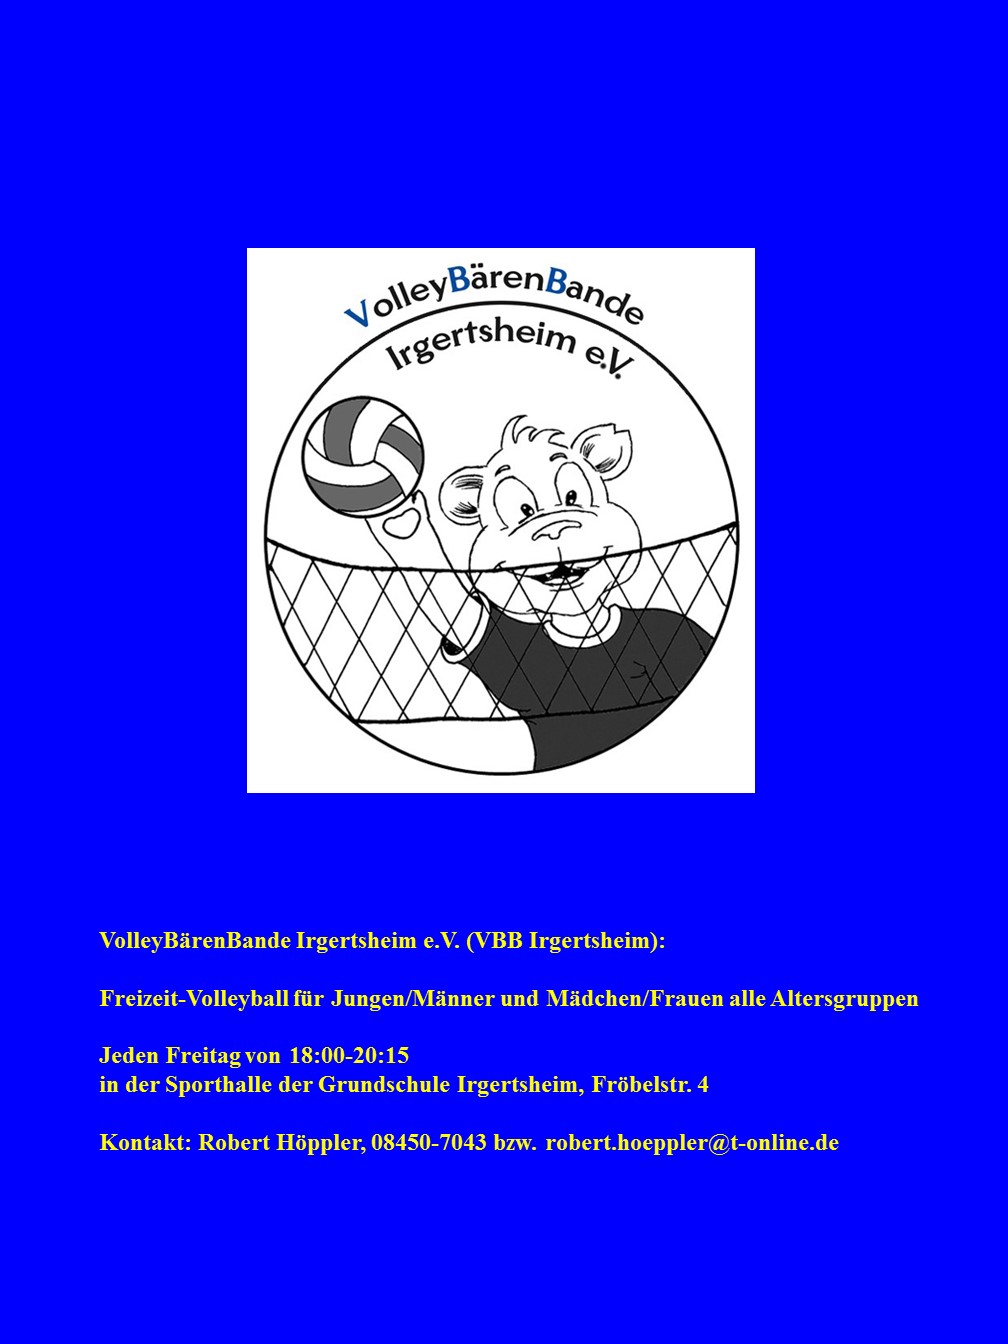 VolleyBärenBande
Irgertsheim e.V.
VolleyBärenBande Irgertsheim e.V. (VBB Irgertsheim):
Freizeit-Volleyball für Jungen/Männer und Mädchen/Frauen alle Altersgruppen
Jeden Freitag von 18:00-20:15
in der Sporthalle der Grundschule Irgertsheim, Fröbelstr. 4
Kontakt: Robert Höppler, 08450-7043 bzw. robert.hoeppler@t-online.de